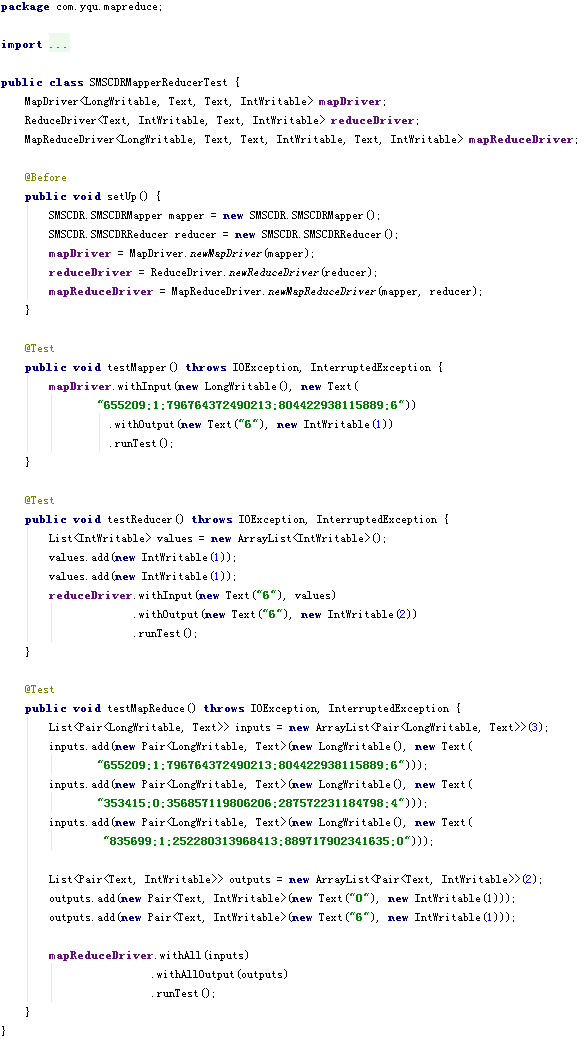 package com.yqu.mapreduce;
import ...
public class SMSCDRMapperReducerTest {
MapDriver<LongWritable, Text, Text, IntWritable> mapDriver;
ReduceDriver<Text, IntWritable, Text, IntWritable> reduceDriver;
MapReduceDriver<LongWritable, Text, Text, IntWritable, Text, IntWritable> mapReduceDriver;
@Before
public void setUp() {
SMSCDR.SMSCDRMapper mapper = new SMSCDR.SMSCDRMapper();
SMSCDR.SMSCDRReducer reducer = new SMSCDR.SMSCDRReducer();
mapDriver = MapDriver.newMapDriver(mapper);
reduceDriver = ReduceDriver.newReduceDriver(reducer);
mapReduceDriver = MapReduceDriver.newMapReduceDriver(mapper, reducer);
}
@Test
public void testMapper() throws IOException, InterruptedException {
mapDriver.withInput(new LongWritable(), new Text(
"655209;1;796764372490213;804422938115889;6"))
.withOutput(new Text("6"), new IntWritable(1))
.runTest();
}
@Test
public void testReducer() throws IOException, InterruptedException {
List<IntWritable> values = new ArrayList<IntWritable>();
values.add(new IntWritable(1));
values.add(new IntWritable(1));
reduceDriver.withInput(new Text("6"), values)
.withOutput(new Text("6"), new IntWritable(2))
.runTest();
}
@Test
public void testMapReduce() throws IOException, InterruptedException {
List<Pair<LongWritable, Text>> inputs = new ArrayList<Pair<LongWritable, Text>>(3);
inputs.add(new Pair<LongWritable, Text>(new LongWritable(), new Text(
"655209;1;796764372490213;804422938115889;6")));
inputs.add(new Pair<LongWritable, Text>(new LongWritable(), new Text(
"353415;0;356857119806206;287572231184798;4")));
inputs.add(new Pair<LongWritable, Text>(new LongWritable(), new Text(
"835699;1;252280313968413;889717902341635;0")));
List<Pair<Text, IntWritable>> outputs = new ArrayList<Pair<Text, IntWritable>>(2);
outputs.add(new Pair<Text, IntWritable>(new Text("0"), new IntWritable(1)));
outputs.add(new Pair<Text, IntWritable>(new Text("6"), new IntWritable(1)));
mapReduceDriver.withAll(inputs)
.withAllOutput(outputs)
.runTest();
}
}